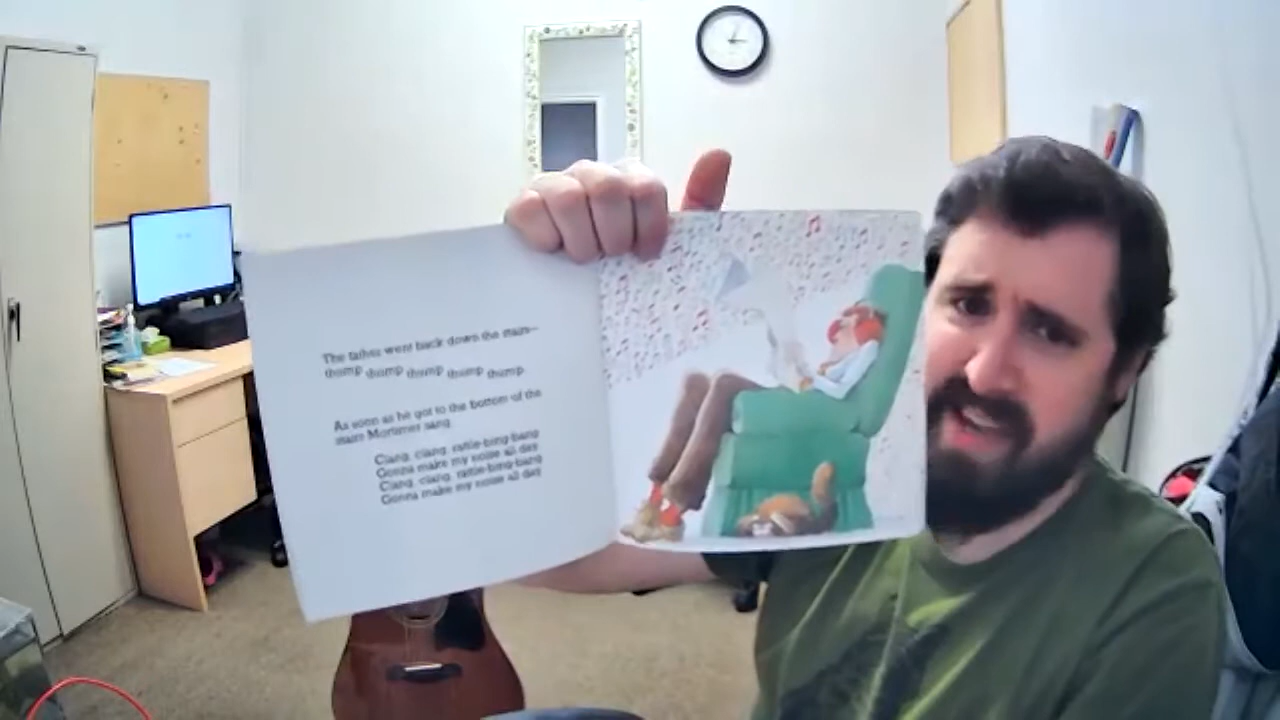 The father went back down the stairs—
thump thump thump thump thump.
As soon as he got to the bottom of the
stairs Mortimer sang,
Clang, clang, rattle-bing-bang
Gonna make my noise all day.
Clang, clang, rattle-bing-bang
Gonna make my noise all day.